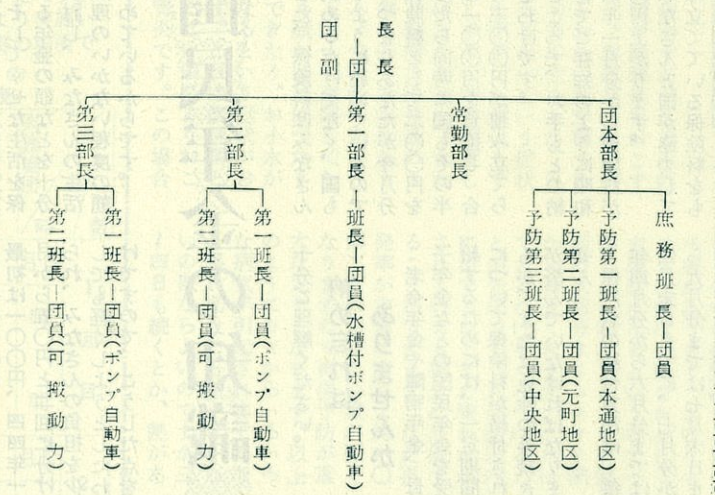 団長
副団長
団本部長
庶務班長―団員
予防第一班長―団員(本通地区)
予防第二班長―団員(元町地区)
予防第三班長―団員(中央地区)
常勤部長
第一部長 班長―団員(水槽付ポンプ自動車)
第二部長
第一班長―団員(ポンプ自動車)
第二班長―団員(可搬動力)
第三部長
第一班長―団員(ポンプ自動車)
第二班長―団員(可搬動力)